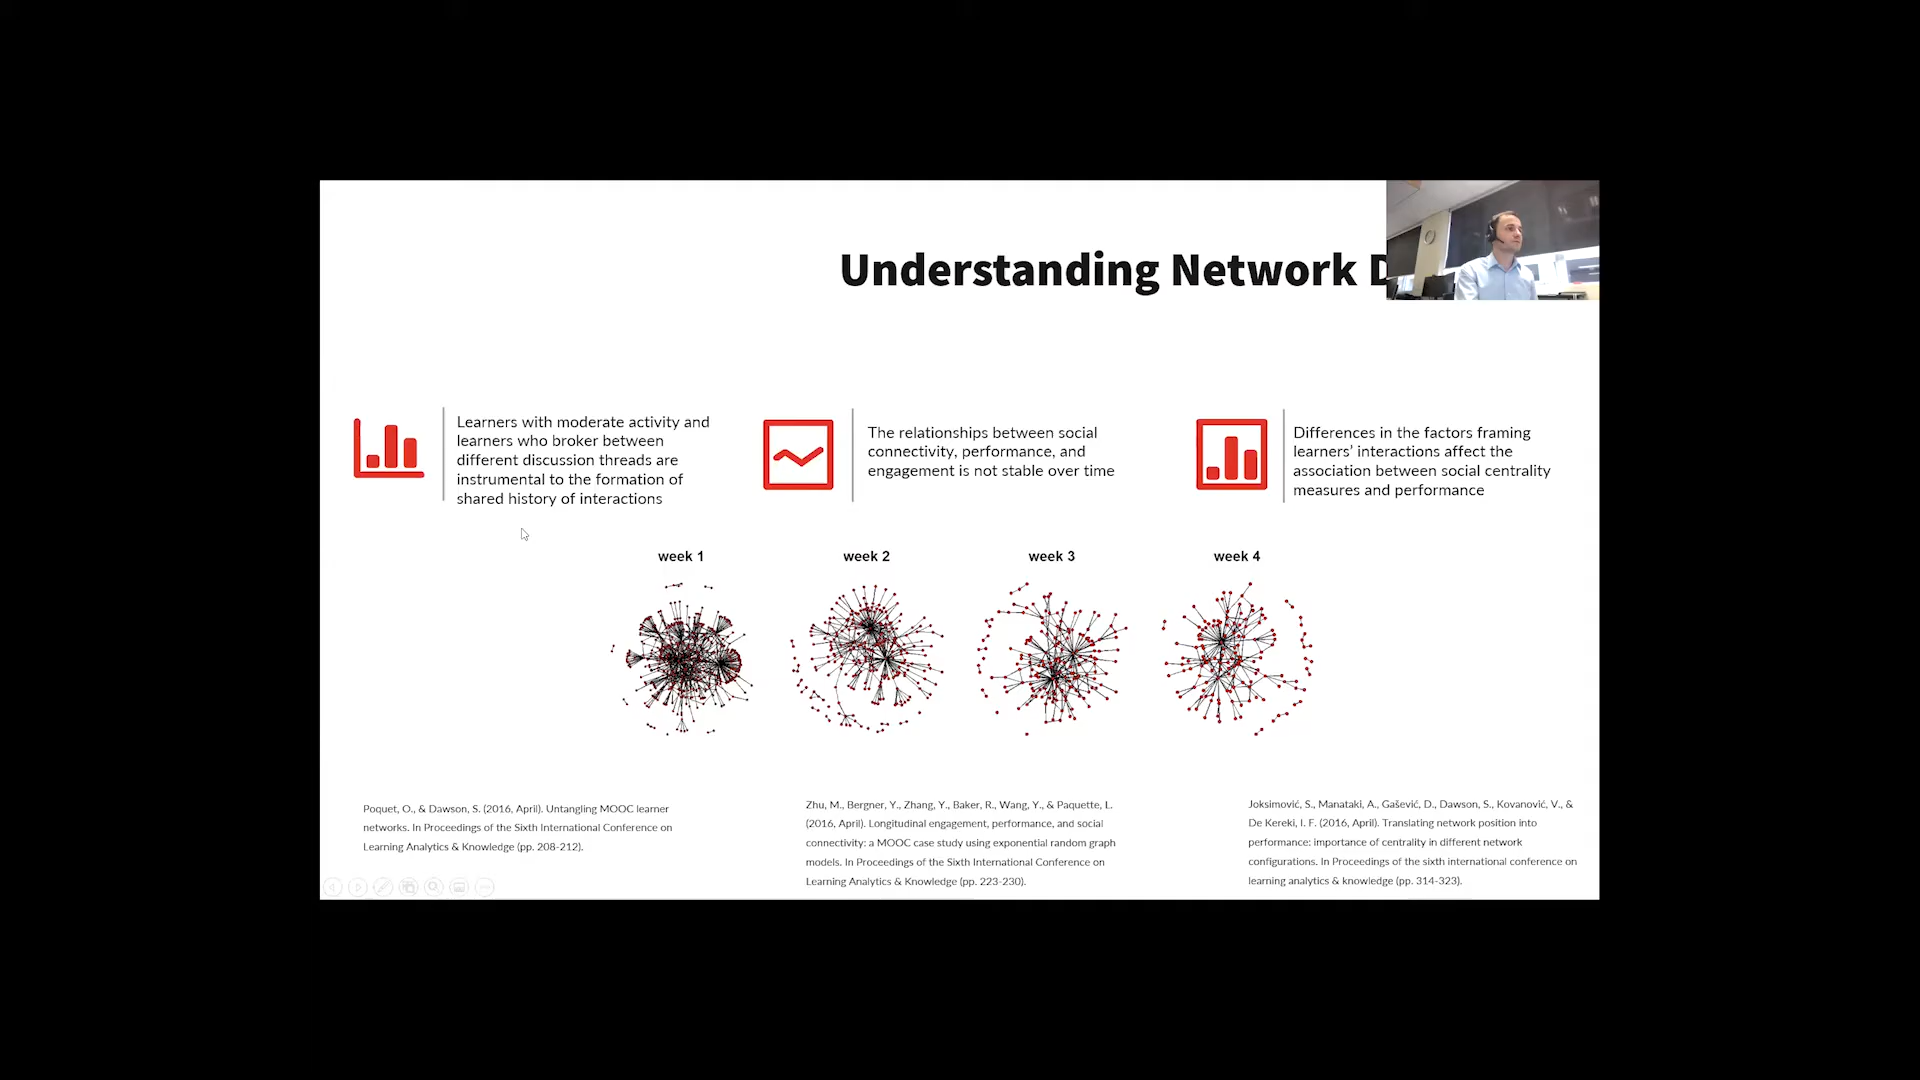 Understanding Network D
Learners with moderate activity and
learners who broker between
different discussion threads are
instrumental to the formation of
shared history of interactions
The relationships between social
connectivity, performance, and
engagement is not stable over time
Differences in the factors framing
learners’ interactions affect the
association between social centrality
measures and performance
week 1
week 2
week 3
week 4
Poquet, O., & Dawson, S. (2016, April). Untangling MOOC learner
networks. In Proceedings of the Sixth International Conference on
Learning Analytics & Knowledge (pp. 208-212).
Zhu, M., Bergner, Y., Zhang, Y., Baker, R., Wang, Y., & Paquette, L.
(2016, April). Longitudinal engagement, performance, and social
connectivity: a MOOC case study using exponential random graph
models. In Proceedings of the Sixth International Conference on
Learning Analytics & Knowledge (pp. 223-230).
Joksimović, S., Manataki, A., Gašević, D., Dawson, S., Kovanović, V., &
De Kereki, I. F. (2016, April). Translating network position into
performance: importance of centrality in different network
configurations. In Proceedings of the sixth international conference on
learning analytics & knowledge (pp. 314-323).